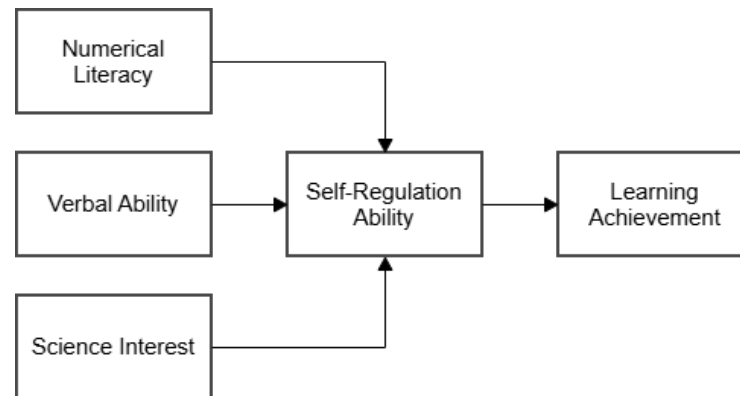 Numerical
Literacy
Verbal Ability
Self-Regulation
Ability
Learning
Achievement
Science Interest